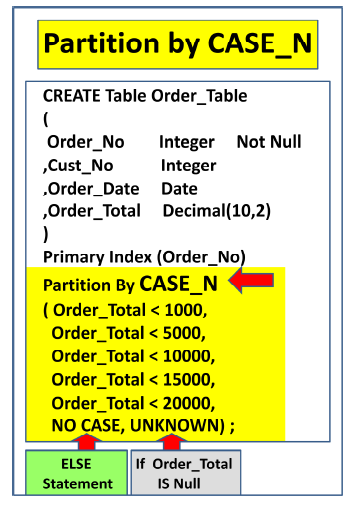 Partition by CASE_N
CREATE Table Order_Table
(
Order_No Integer Not Null
,Cust_No Integer
,Order_Date Date
,Order_Total Decimal(10,2)
)
Primary Index (Order_No)
Partition By CASE_N
( Order_Total < 1000,
Order_Total < 5000,
Order_Total < 10000,
Order_Total < 15000,
Order_Total < 20000,
NO CASE, UNKNOWN) ;
ELSE
Statement
If Order_Total
IS Null